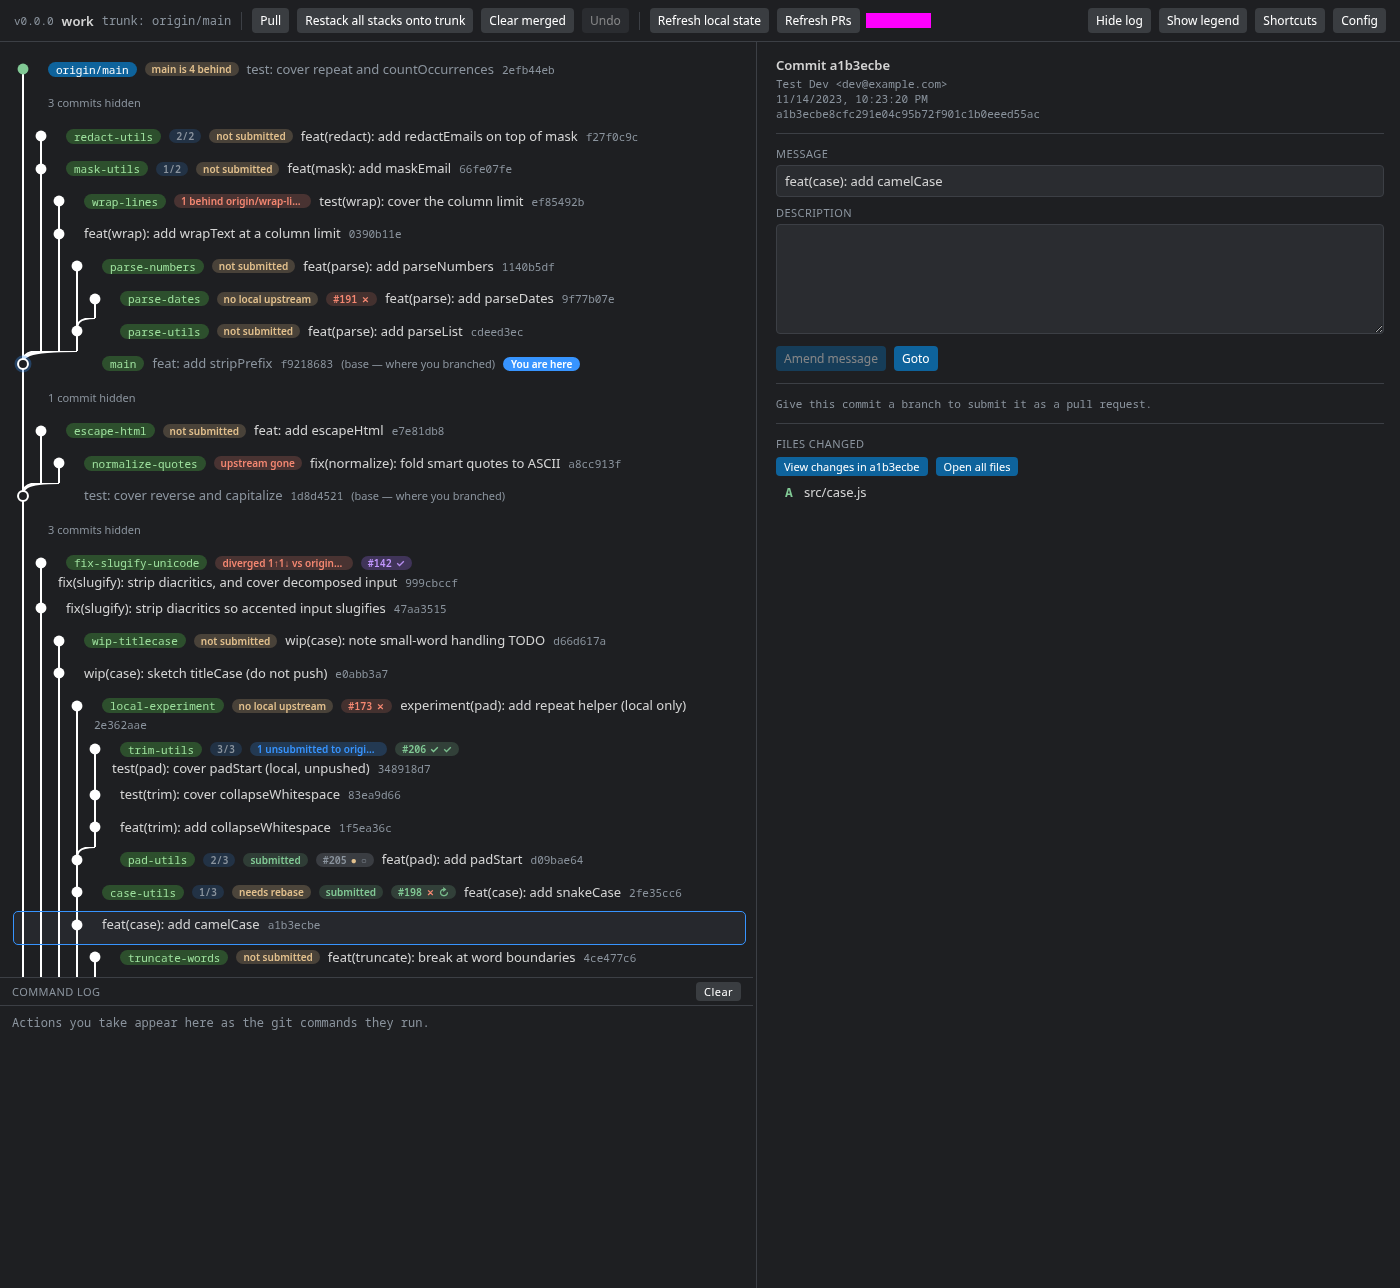 v0.0.0 work trunk: origin/main Pull Restack all stacks onto trunk Clear merged Undo Refresh local state Refresh PRs Hide log Show legend Shortcuts Config
origin/main main is 4 behind test: cover repeat and countOccurrences 2efb44eb
3 commits hidden
redact-utils 2/2 not submitted feat(redact): add redactEmails on top of mask f27f0c9c
mask-utils 1/2 not submitted feat(mask): add maskEmail 66fe07fe
wrap-lines 1 behind origin/wrap-li... test(wrap): cover the column limit ef85492b
feat(wrap): add wrapText at a column limit 0390b11e
parse-numbers not submitted feat(parse): add parseNumbers 1140b5df
parse-dates no local upstream #191 × feat(parse): add parseDates 9f77b07e
parse-utils not submitted feat(parse): add parseList cdeed3ec
main feat: add stripPrefix f9218683 (base — where you branched) You are here
1 commit hidden
escape-html not submitted feat: add escapeHtml e7e81db8
normalize-quotes upstream gone fix(normalize): fold smart quotes to ASCII a8cc913f
test: cover reverse and capitalize 1d8d4521 (base — where you branched)
3 commits hidden
fix-slugify-unicode diverged 1↑1↓ vs origin... #142 ✓
fix(slugify): strip diacritics, and cover decomposed input 999cbccf
fix(slugify): strip diacritics so accented input slugifies 47aa3515
wip-titlecase not submitted wip(case): note small-word handling TODO d66d617a
wip(case): sketch titleCase (do not push) e0abb3a7
local-experiment no local upstream #173 × experiment(pad): add repeat helper (local only)
2e362aae
trim-utils 3/3 1 unsubmitted to origi... #206 ✓ ✓
test(pad): cover padStart (local, unpushed) 348918d7
test(trim): cover collapseWhitespace 83ea9d66
feat(trim): add collapseWhitespace 1f5ea36c
pad-utils 2/3 submitted #205 ● ○ feat(pad): add padStart d09bae64
case-utils 1/3 needs rebase submitted #198 × ↻ feat(case): add snakeCase 2fe35cc6
feat(case): add camelCase a1b3ecbe
truncate-words not submitted feat(truncate): break at word boundaries 4ce477c6
COMMAND LOG Clear
Actions you take appear here as the git commands they run.
Commit a1b3ecbe
Test Dev <dev@example.com>
11/14/2023, 10:23:20 PM
a1b3ecbe8cfc291e04c95b72f901c1b0eeed55ac
MESSAGE
feat(case): add camelCase
DESCRIPTION
Amend message Goto
Give this commit a branch to submit it as a pull request.
FILES CHANGED
View changes in a1b3ecbe Open all files
A src/case.js